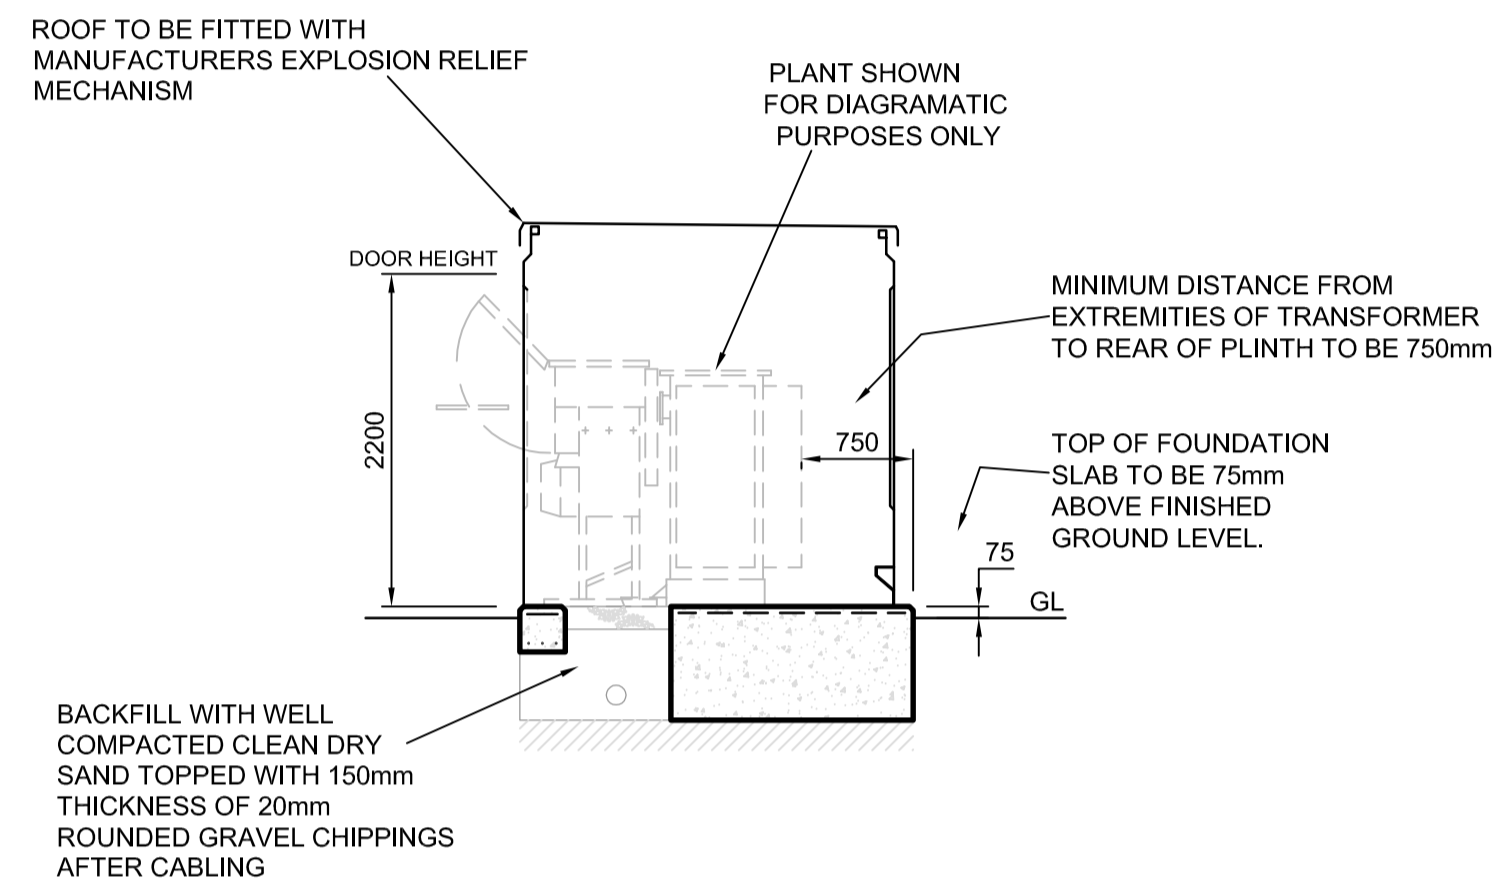 ROOF TO BE FITTED WITH
MANUFACTURERS EXPLOSION RELIEF
MECHANISM
PLANT SHOWN
FOR DIAGRAMATIC
PURPOSES ONLY
DOOR HEIGHT
2200
MINIMUM DISTANCE FROM
EXTREMITIES OF TRANSFORMER
TO REAR OF PLINTH TO BE 750mm
750
TOP OF FOUNDATION
SLAB TO BE 75mm
ABOVE FINISHED
GROUND LEVEL.
75
GL
BACKFILL WITH WELL
COMPACTED CLEAN DRY
SAND TOPPED WITH 150mm
THICKNESS OF 20mm
ROUNDED GRAVEL CHIPPINGS
AFTER CABLING